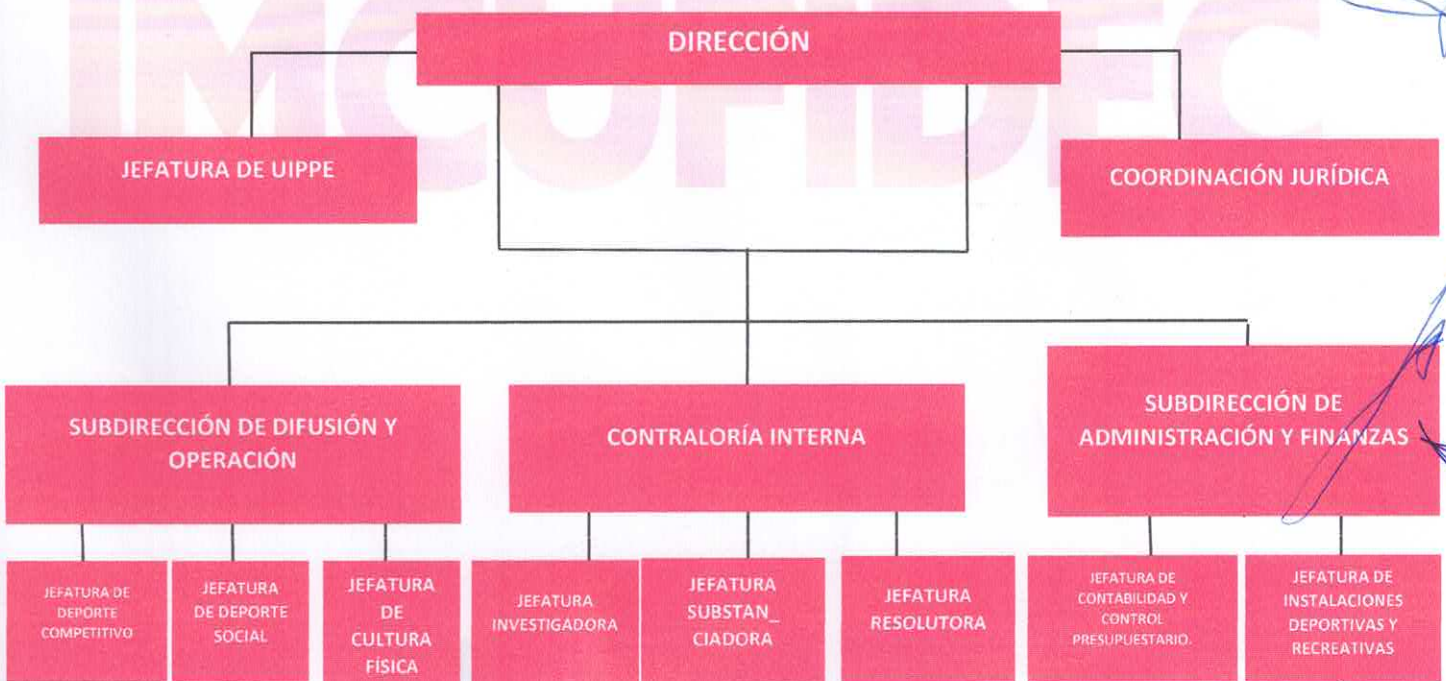 IMCUFIDEC
DIRECCIÓN
JEFATURA DE UIPPE
COORDINACIÓN JURÍDICA
SUBDIRECCIÓN DE DIFUSIÓN Y
OPERACIÓN
CONTRALORÍA INTERNA
SUBDIRECCIÓN DE
ADMINISTRACIÓN Y FINANZAS
JEFATURA DE
DEPORTE
COMPETITIVO
JEFATURA
DE DEPORTE
SOCIAL
JEFATURA
DE
CULTURA
FÍSICA
JEFATURA
INVESTIGADORA
JEFATURA
SUBSTAN_
CIADORA
JEFATURA
RESOLUTORA
JEFATURA DE
CONTABILIDAD Y
CONTROL
PRESUPUESTARIO.
JEFATURA DE
INSTALACIONES
DEPORTIVAS Y
RECREATIVAS